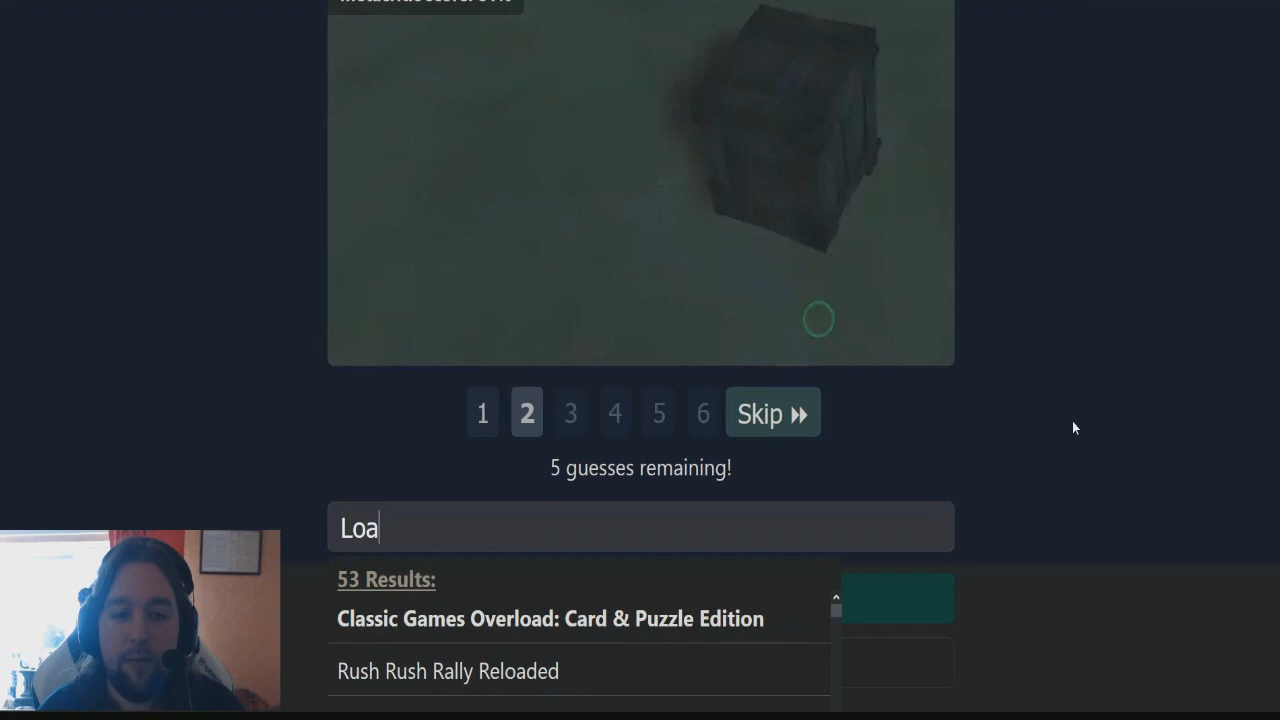 1 2 3 4 5 6 Skip
5 guesses remaining!
Loa
53 Results:
Classic Games Overload: Card & Puzzle Edition
Rush Rush Rally Reloaded